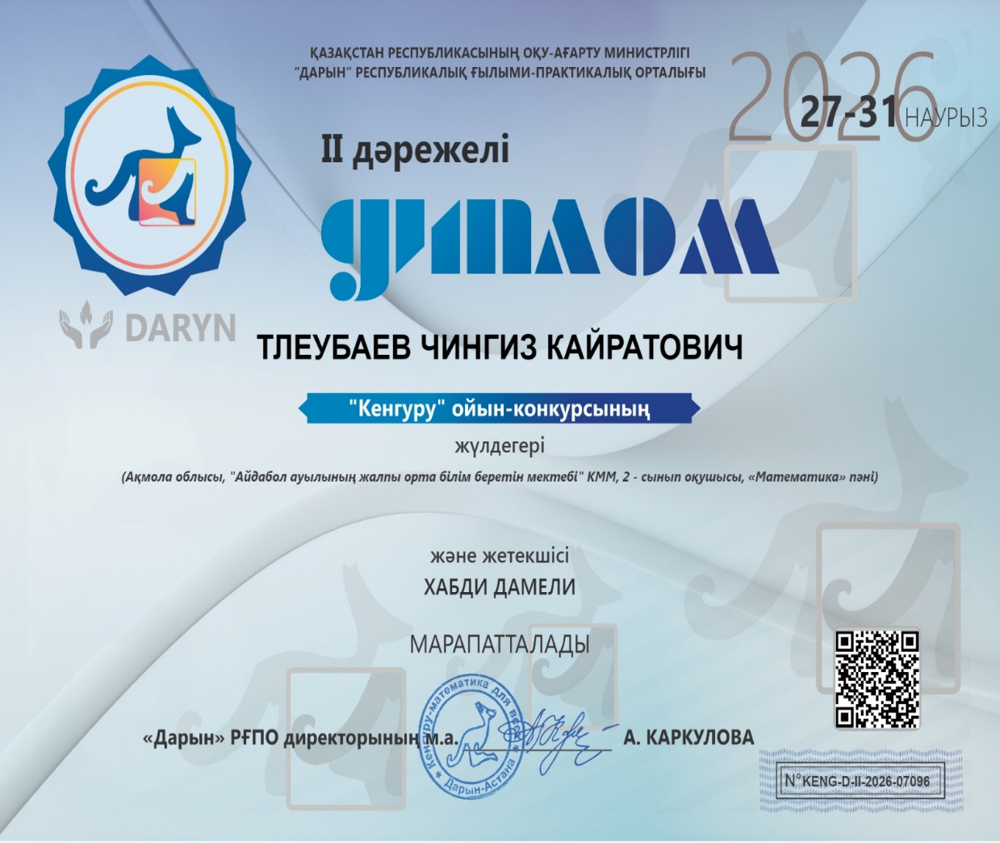 ҚАЗАҚСТАН РЕСПУБЛИКАСЫНЫҢ ОҚУ-АҒАРТУ МИНИСТРЛІГІ
"ДАРЫН" РЕСПУБЛИКАЛЫҚ ҒЫЛЫМИ-ПРАКТИКАЛЫҚ ОРТАЛЫҒЫ
2026
27-31 НАУРЫЗ
II дәрежелі
ДИПЛОМ
DARYN
ТЛЕУБАЕВ ЧИНГИЗ КАЙРАТОВИЧ
"Кенгуру" ойын-конкурсының
жүлдегері
(Ақмола облысы, "Айдабол ауылының жалпы орта білім беретін мектебі" КММ, 2 - сынып оқушысы, «Математика» пәні)
және жетекшісі
ХАБДИ ДАМЕЛИ
МАРАПАТТАЛАДЫ
Кенгуру-математика для всех
«Дарын» РҒПО директорының м.а.
А. КАРКУЛОВА
Дарын-Астана
N°KENG-D-II-2026-07096